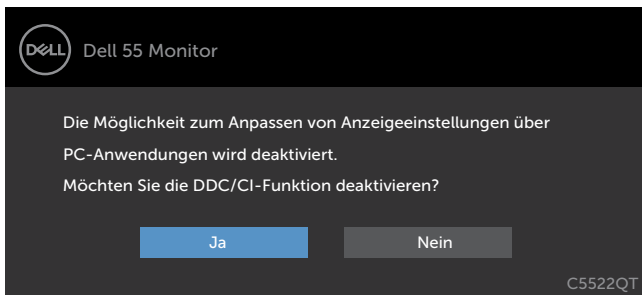 DELL Dell 55 Monitor
Die Möglichkeit zum Anpassen von Anzeigeeinstellungen über
PC-Anwendungen wird deaktiviert.
Möchten Sie die DDC/CI-Funktion deaktivieren?
Ja Nein
C5522QT